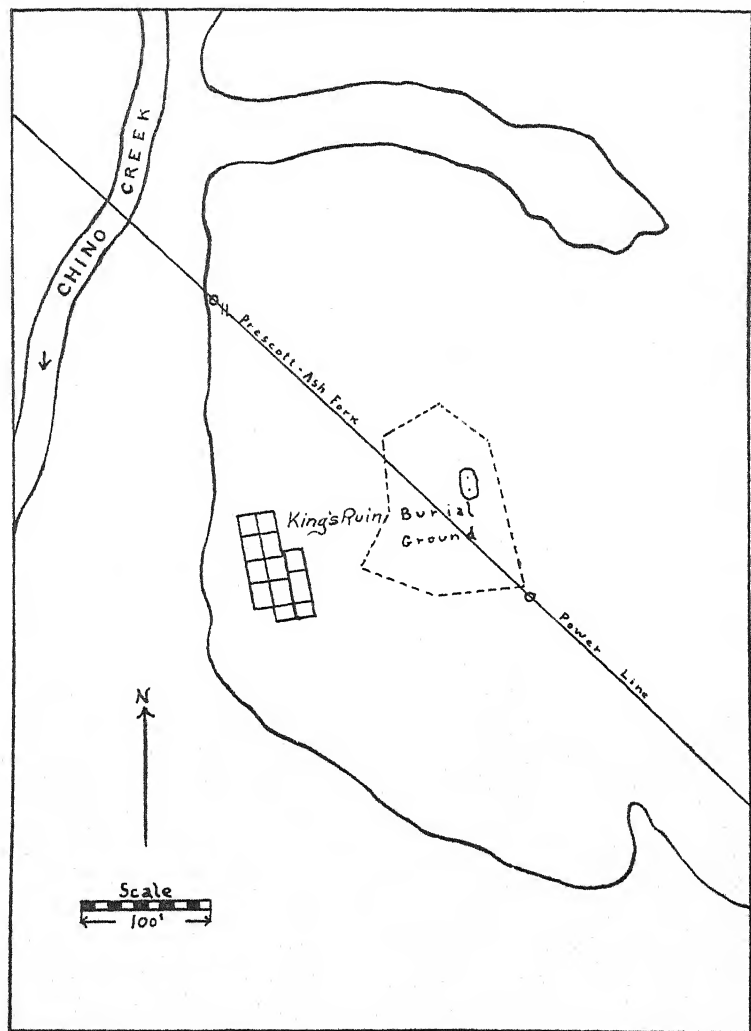 CHINO CREEK
Prescott-Ash Fork
King's Ruin
Burial
Ground
Power Line
N
Scale
100'